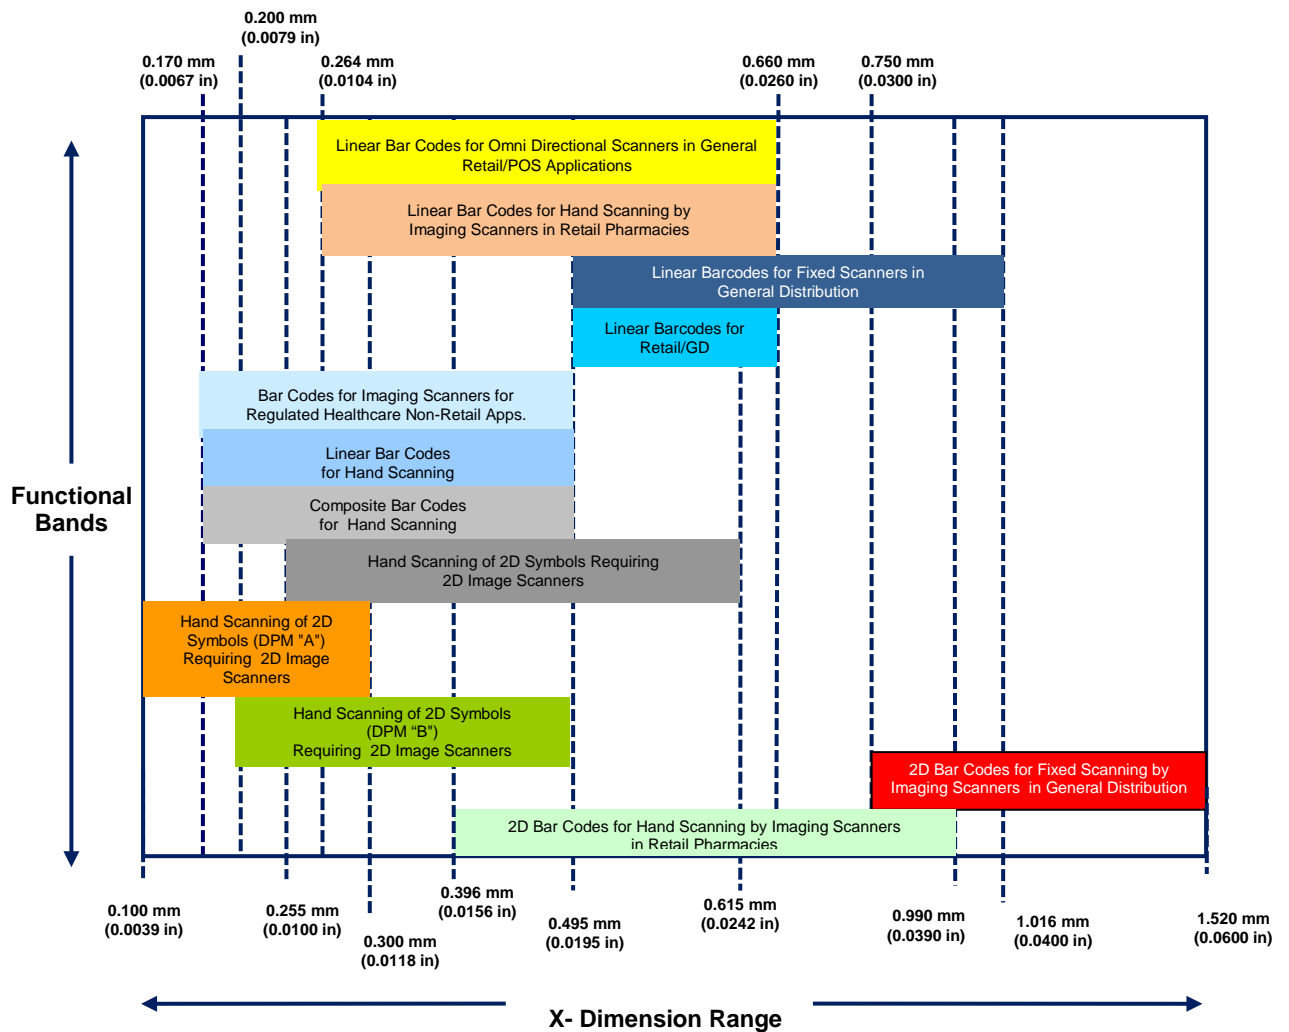 0.200 mm
(0.0079 in)
0.170 mm
(0.0067 in)
0.264 mm
(0.0104 in)
0.660 mm
(0.0260 in)
0.750 mm
(0.0300 in)
Linear Bar Codes for Omni Directional Scanners in General
Retail/POS Applications
Linear Bar Codes for Hand Scanning by
Imaging Scanners in Retail Pharmacies
Linear Barcodes for Fixed Scanners in
General Distribution
Linear Barcodes for
Retail/GD
Bar Codes for Imaging Scanners for
Regulated Healthcare Non-Retail Apps.
Linear Bar Codes
for Hand Scanning
Composite Bar Codes
for Hand Scanning
Functional
Bands
Hand Scanning of 2D Symbols Requiring
2D Image Scanners
Hand Scanning of 2D
Symbols (DPM "A")
Requiring 2D Image
Scanners
Hand Scanning of 2D Symbols
(DPM “B")
Requiring 2D Image Scanners
2D Bar Codes for Fixed Scanning by
Imaging Scanners in General Distribution
2D Bar Codes for Hand Scanning by Imaging Scanners
in Retail Pharmacies
0.100 mm
(0.0039 in)
0.255 mm
(0.0100 in)
0.300 mm
(0.0118 in)
0.396 mm
(0.0156 in)
0.495 mm
(0.0195 in)
0.615 mm
(0.0242 in)
0.990 mm
(0.0390 in)
1.016 mm
(0.0400 in)
1.520 mm
(0.0600 in)
X- Dimension Range